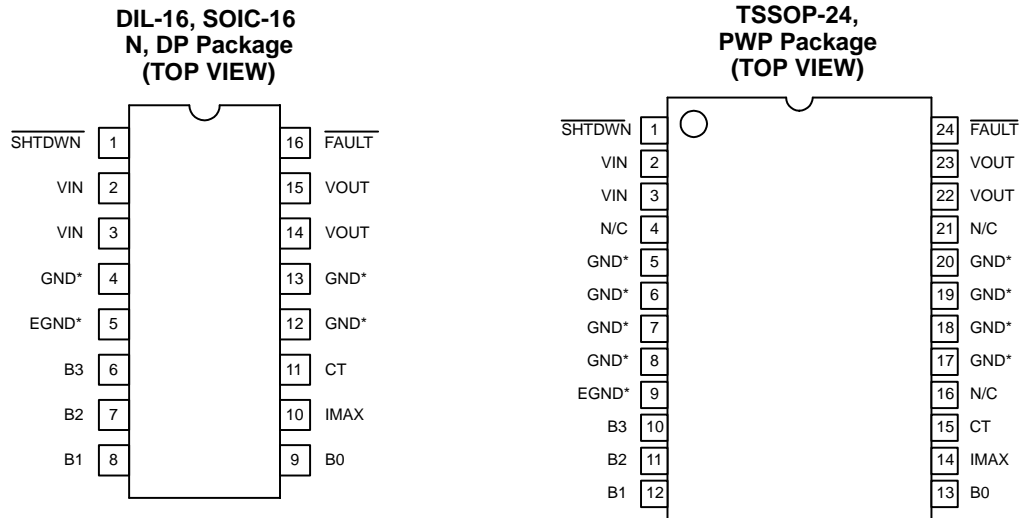 DIL-16, SOIC-16
N, DP Package
(TOP VIEW)
SHTDWN 1 16 FAULT
VIN 2 15 VOUT
VIN 3 14 VOUT
GND* 4 13 GND*
EGND* 5 12 GND*
B3 6 11 CT
B2 7 10 IMAX
B1 8 9 B0
TSSOP-24,
PWP Package
(TOP VIEW)
SHTDWN 1 24 FAULT
VIN 2 23 VOUT
VIN 3 22 VOUT
N/C 4 21 N/C
GND* 5 20 GND*
GND* 6 19 GND*
GND* 7 18 GND*
GND* 8 17 GND*
EGND* 9 16 N/C
B3 10 15 CT
B2 11 14 IMAX
B1 12 13 B0